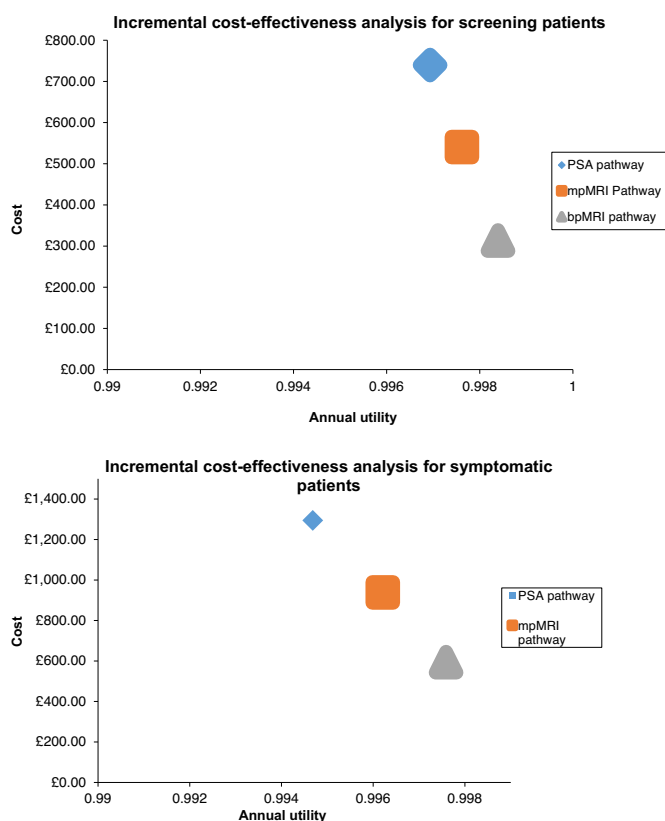 Incremental cost-effectiveness analysis for screening patients
£800.00
£700.00
£600.00
£500.00
£400.00
£300.00
£200.00
£100.00
£0.00
Cost
0.99 0.992 0.994 0.996 0.998 1
Annual utility
PSA pathway
mpMRI Pathway
bpMRI pathway
Incremental cost-effectiveness analysis for symptomatic
patients
£1,400.00
£1,200.00
£1,000.00
£800.00
£600.00
£400.00
£200.00
£0.00
Cost
0.99 0.992 0.994 0.996 0.998
Annual utility
PSA pathway
mpMRI
pathway